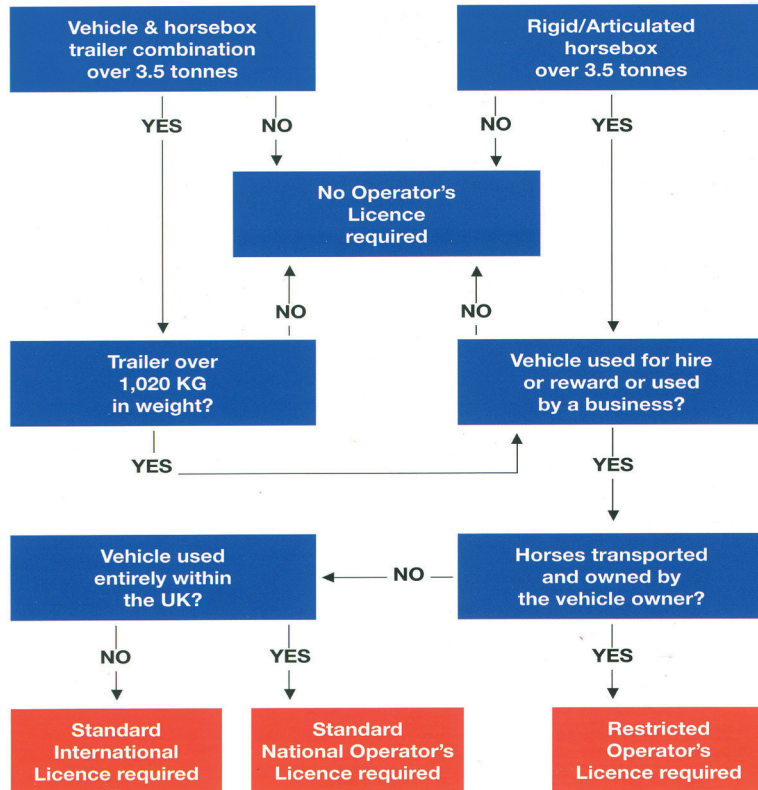 Vehicle & horsebox
trailer combination
over 3.5 tonnes
Rigid/Articulated
horsebox
over 3.5 tonnes
YES
NO
NO
YES
No Operator's
Licence
required
NO
NO
Trailer over
1,020 KG
in weight?
Vehicle used for hire
or reward or used
by a business?
YES
YES
Vehicle used
entirely within
the UK?
NO
Horses transported
and owned by
the vehicle owner?
NO
YES
YES
Standard
International
Licence required
Standard
National Operator's
Licence required
Restricted
Operator's
Licence required